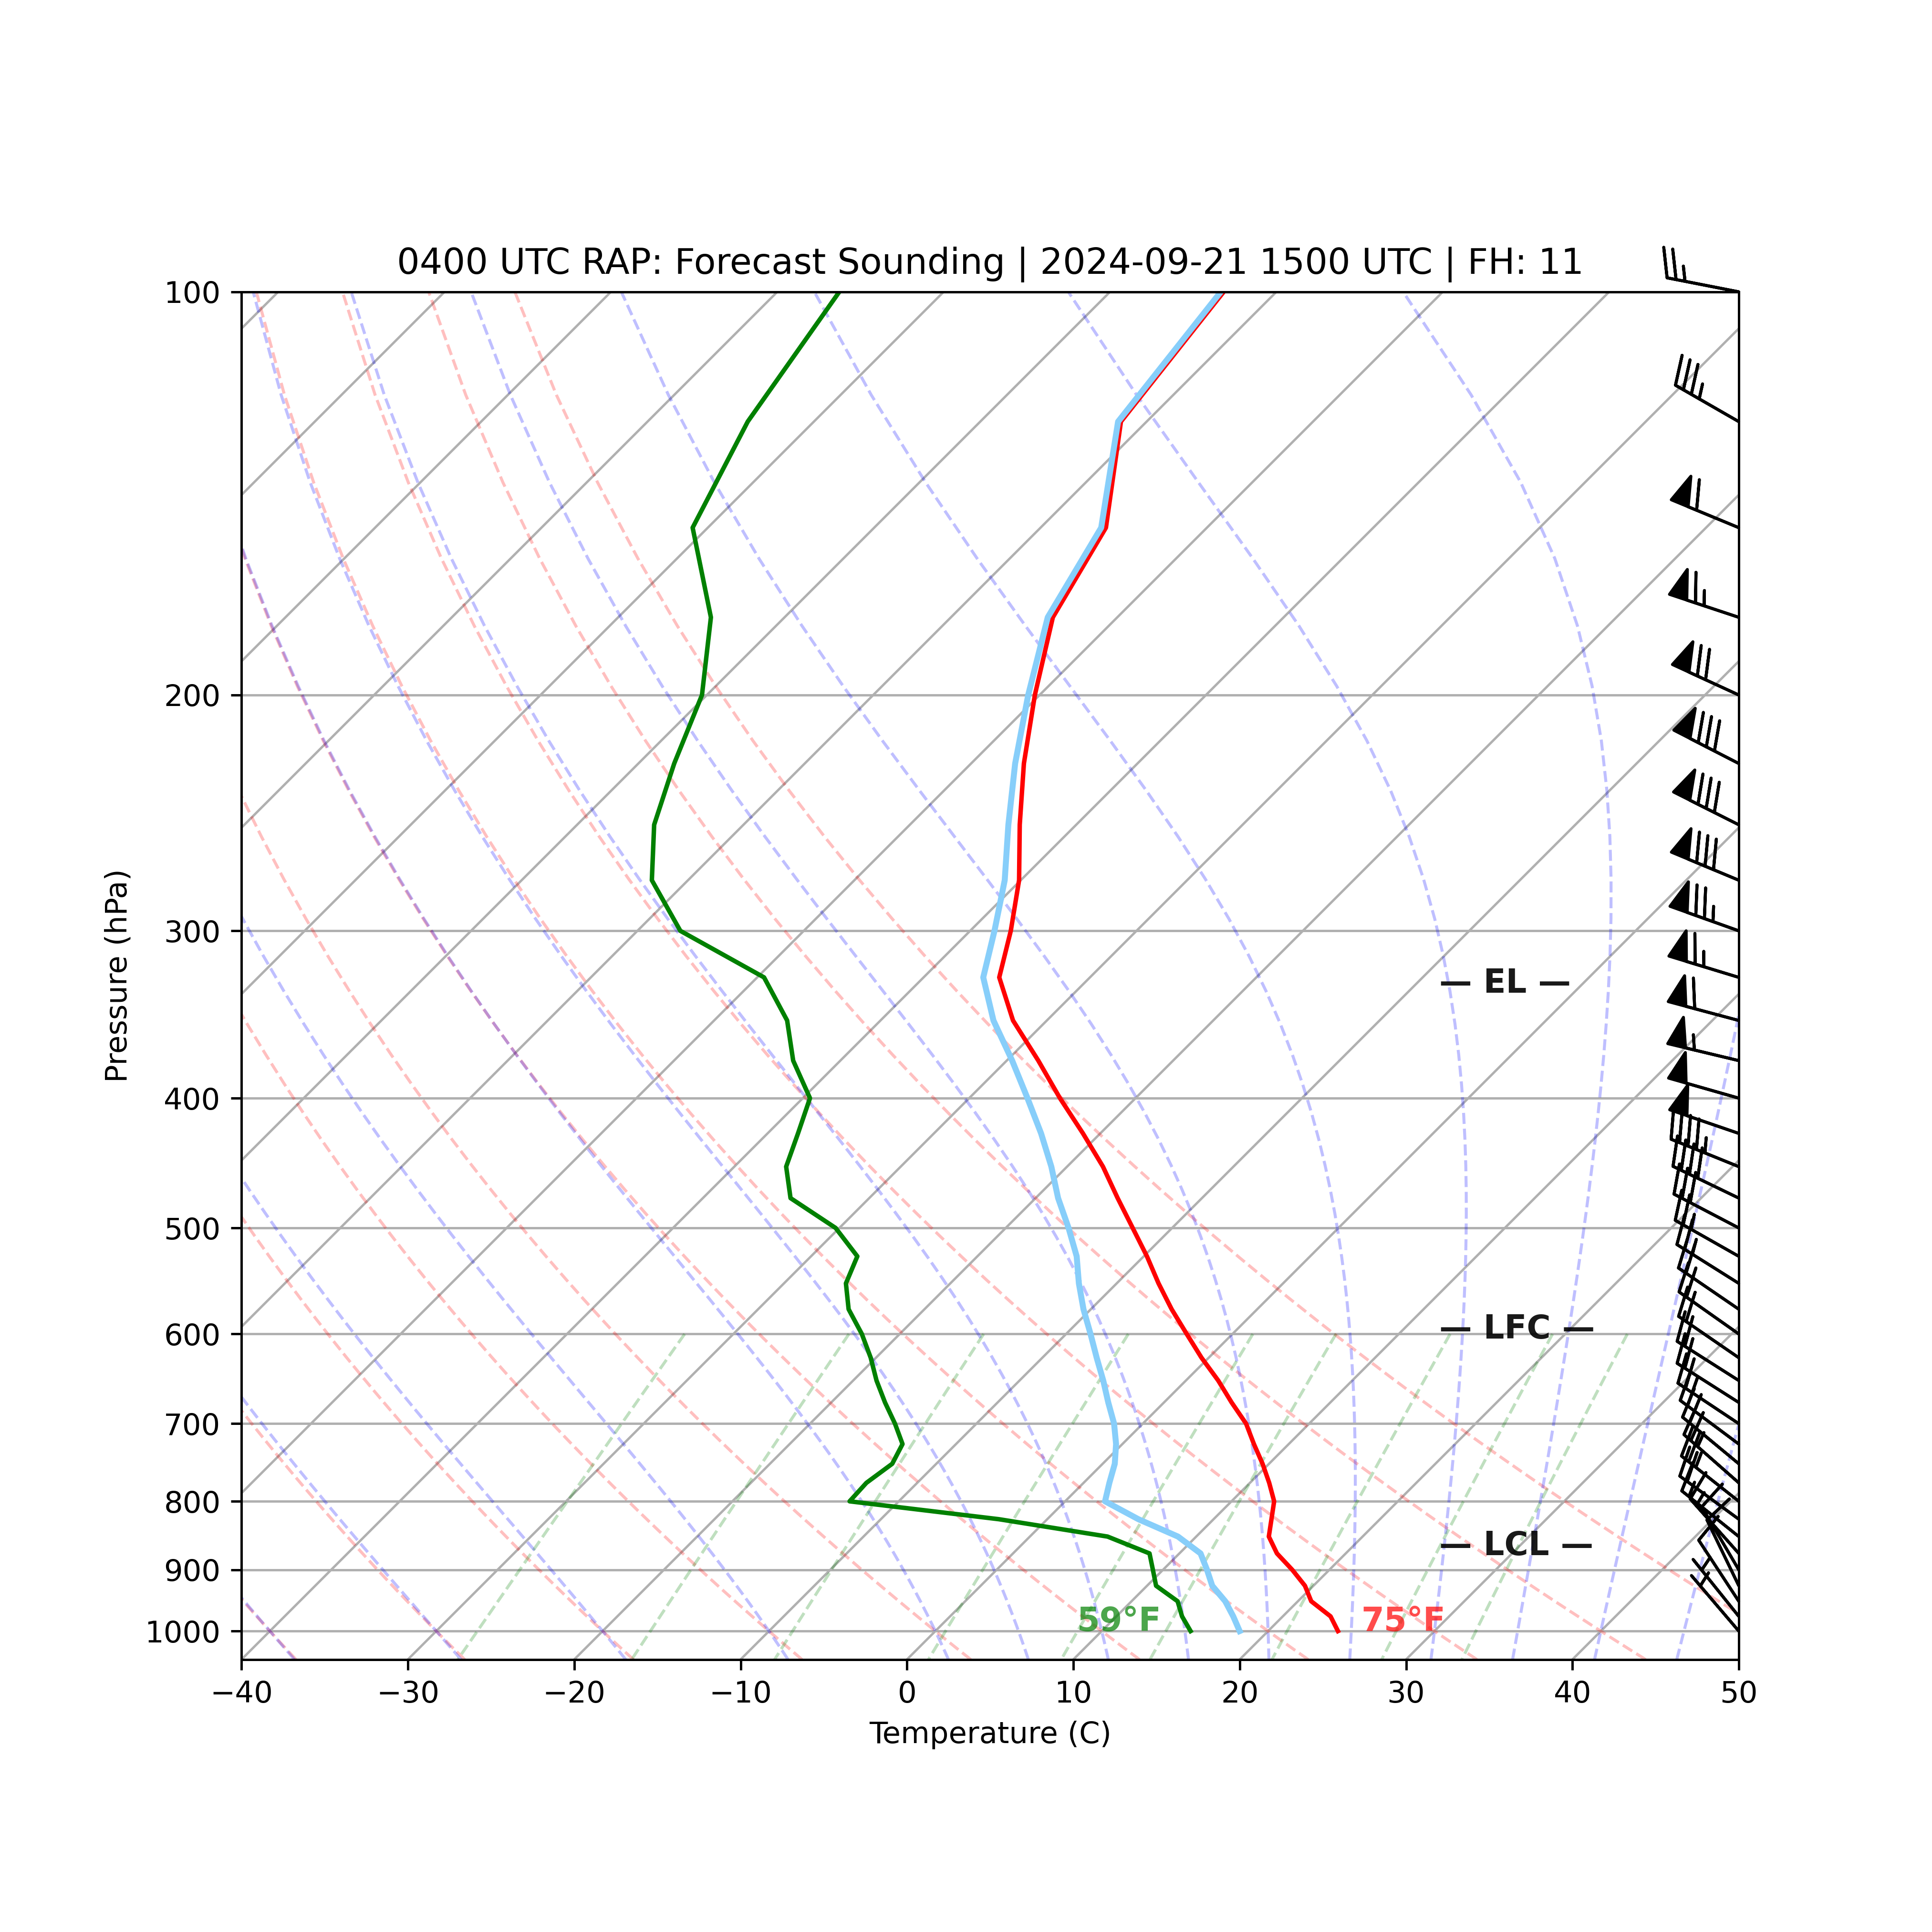 0400 UTC RAP: Forecast Sounding | 2024-09-21 1500 UTC | FH: 11
100
200
300
— EL —
Pressure (hPa)
400
500
600
— LFC —
700
800
— LCL —
900
59°F 75°F
1000
−40 −30 −20 −10 0 10 20 30 40 50
Temperature (C)